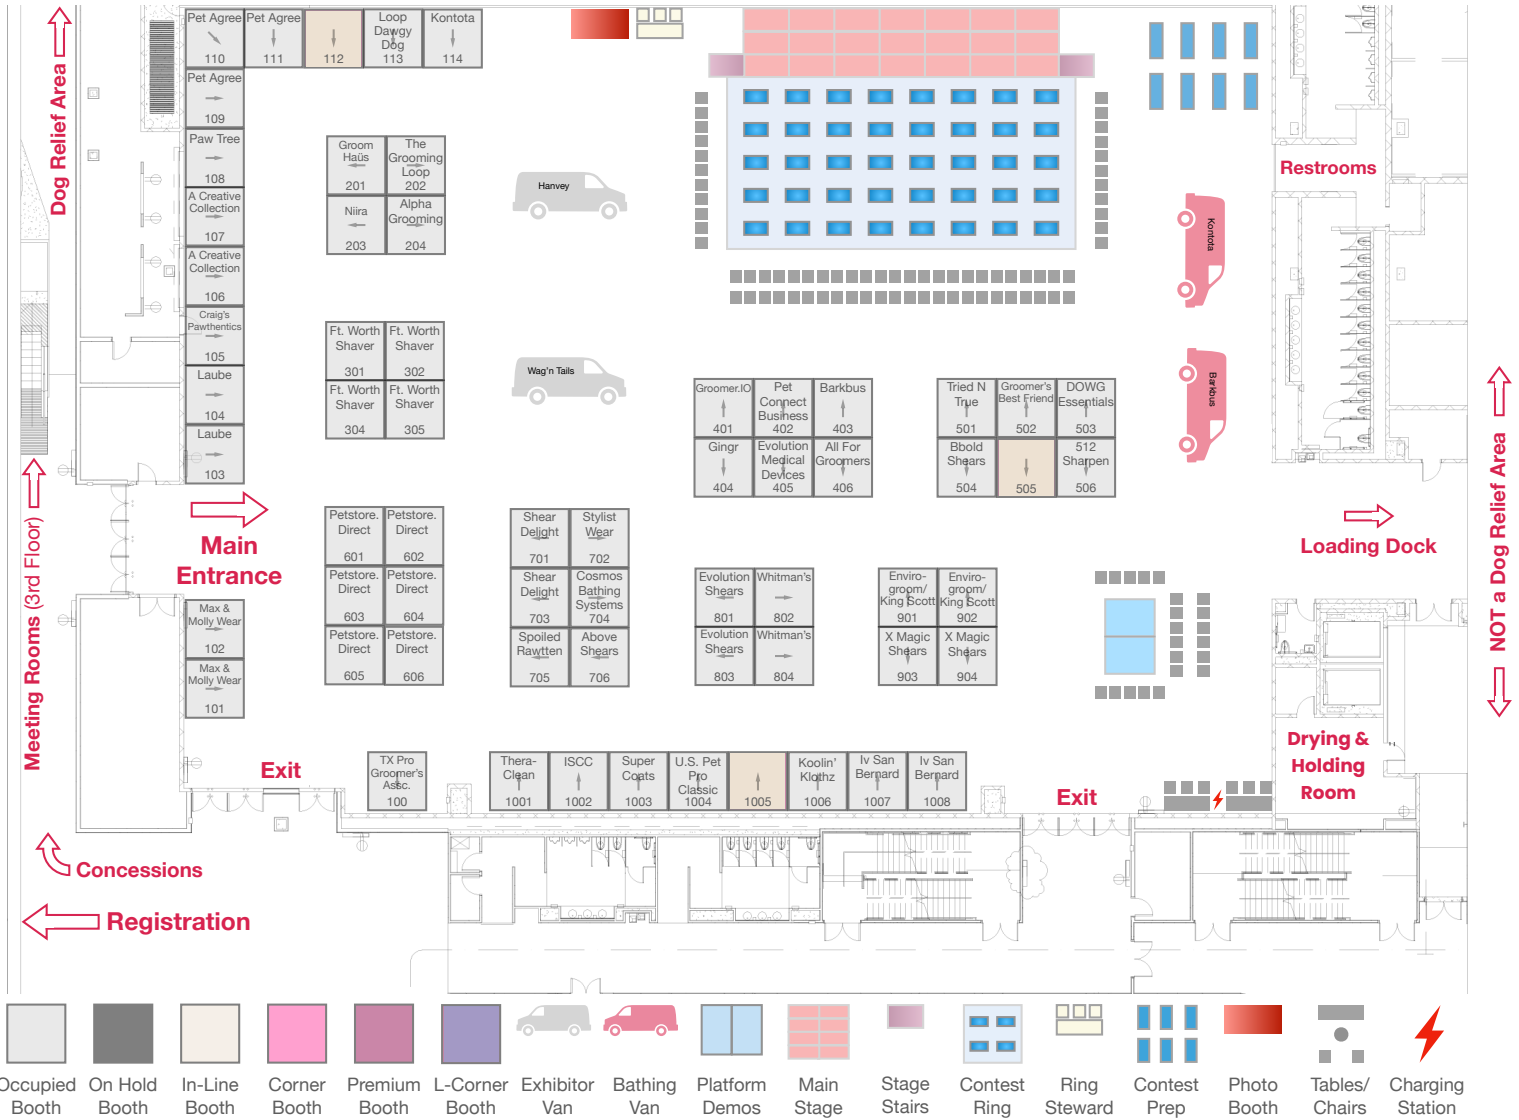 Dog Relief Area
Pet Agree
110
Pet Agree
111
112
Loop
Dawgy
Dog
113
Kontota
114
Pet Agree
109
Paw Tree
108
A Creative
Collection
107
A Creative
Collection
106
Craig's
Pawthentics
105
Laube
104
Laube
103
Groom
Haüs
201
The
Grooming
Loop
202
Niira
203
Alpha
Grooming
204
Hanvey
Restrooms
Kontota
Ft. Worth
Shaver
301
Ft. Worth
Shaver
302
Ft. Worth
Shaver
304
Ft. Worth
Shaver
305
Wag'n Tails
Barkbus
Groomer.IO
401
Pet
Connect
Business
402
Barkbus
403
Gingr
404
Evolution
Medical
Devices
405
All For
Groomers
406
Tried N
True
501
Groomer's
Best Friend
502
DOWG
Essentials
503
Bbold
Shears
504
505
512
Sharpen
506
NOT a Dog Relief Area
Meeting Rooms (3rd Floor)
Main
Entrance
Loading Dock
Petstore.
Direct
601
Petstore.
Direct
602
Petstore.
Direct
603
Petstore.
Direct
604
Petstore.
Direct
605
Petstore.
Direct
606
Shear
Delight
701
Stylist
Wear
702
Shear
Delight
703
Cosmos
Bathing
Systems
704
Spoiled
Rawtten
705
Above
Shears
706
Evolution
Shears
801
Whitman's
802
Evolution
Shears
803
Whitman's
804
Enviro-
groom/
King Scott
901
Enviro-
groom/
King Scott
902
X Magic
Shears
903
X Magic
Shears
904
Max &
Molly Wear
102
Max &
Molly Wear
101
Exit
TX Pro
Groomer's
Assc.
100
Thera-
Clean
1001
ISCC
1002
Super
Coats
1003
U.S. Pet
Pro
Classic
1004
1005
Koolin'
Klothz
1006
Iv San
Bernard
1007
Iv San
Bernard
1008
Exit
Drying &
Holding
Room
Concessions
Registration
Occupied
Booth
On Hold
Booth
In-Line
Booth
Corner
Booth
Premium
Booth
L-Corner
Booth
Exhibitor
Van
Bathing
Van
Platform
Demos
Main
Stage
Stage
Stairs
Contest
Ring
Ring
Steward
Contest
Prep
Photo
Booth
Tables/
Chairs
Charging
Station